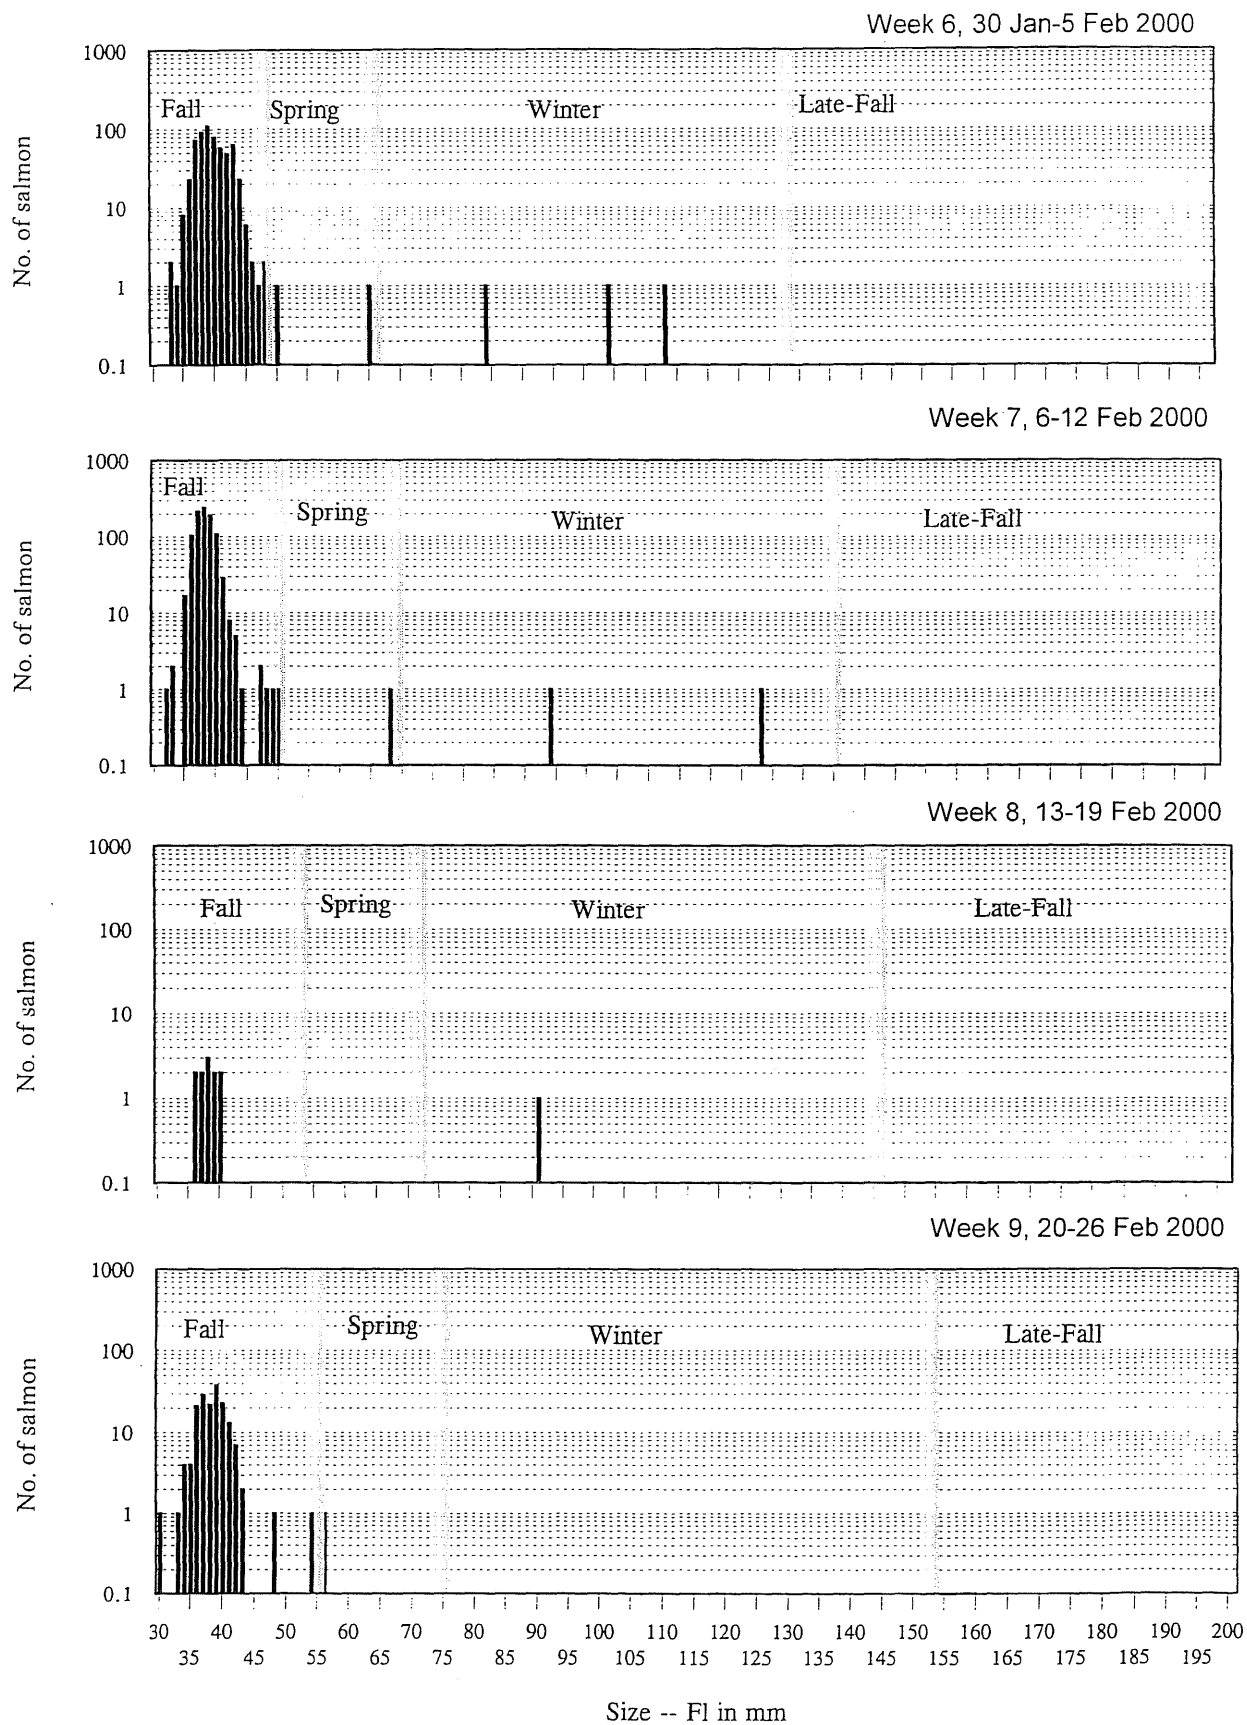 Week 6, 30 Jan-5 Feb 2000
1000
100
10
1
0.1
No. of salmon
Fall
Spring
Winter
Late-Fall
Week 7, 6-12 Feb 2000
1000
100
10
1
0.1
No. of salmon
Fall
Spring
Winter
Late-Fall
Week 8, 13-19 Feb 2000
1000
100
10
1
0.1
No. of salmon
Fall
Spring
Winter
Late-Fall
Week 9, 20-26 Feb 2000
1000
100
10
1
0.1
No. of salmon
Fall
Spring
Winter
Late-Fall
30 40 50 60 70 80 90 100 110 120 130 140 150 160 170 180 190 200
35 45 55 65 75 85 95 105 115 125 135 145 155 165 175 185 195
Size -- Fl in mm